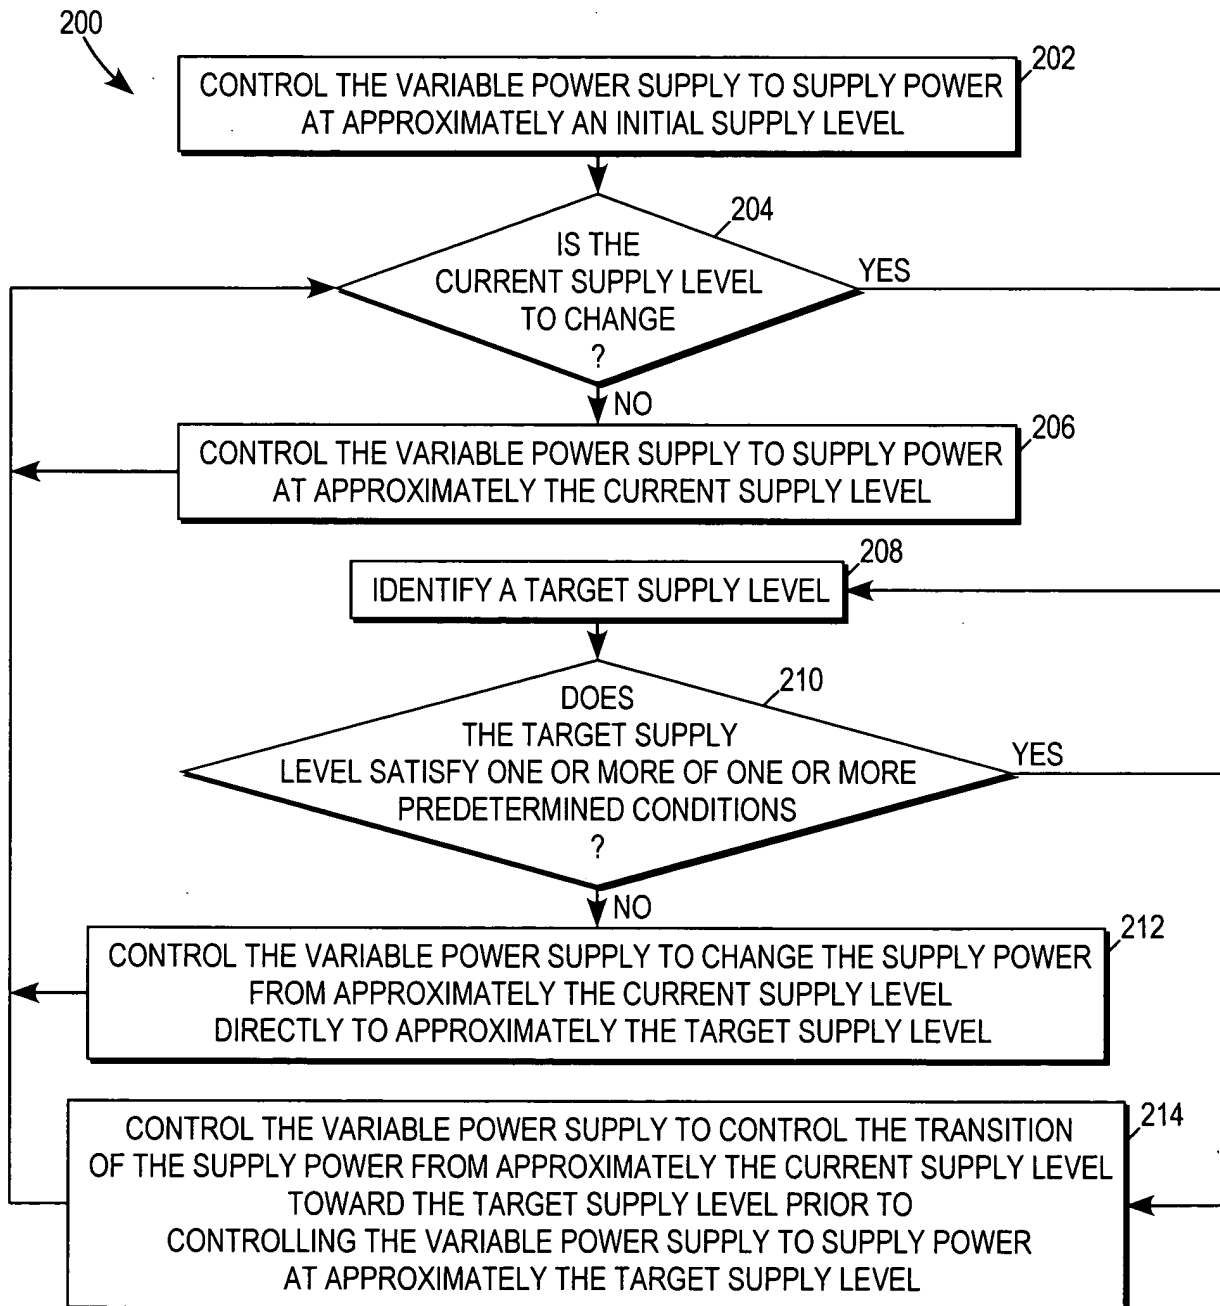 200
CONTROL THE VARIABLE POWER SUPPLY TO SUPPLY POWER
AT APPROXIMATELY AN INITIAL SUPPLY LEVEL
202
IS THE
CURRENT SUPPLY LEVEL
TO CHANGE
?
204
YES
NO
CONTROL THE VARIABLE POWER SUPPLY TO SUPPLY POWER
AT APPROXIMATELY THE CURRENT SUPPLY LEVEL
206
IDENTIFY A TARGET SUPPLY LEVEL
208
DOES
THE TARGET SUPPLY
LEVEL SATISFY ONE OR MORE OF ONE OR MORE
PREDETERMINED CONDITIONS
?
210
YES
NO
CONTROL THE VARIABLE POWER SUPPLY TO CHANGE THE SUPPLY POWER
FROM APPROXIMATELY THE CURRENT SUPPLY LEVEL
DIRECTLY TO APPROXIMATELY THE TARGET SUPPLY LEVEL
212
CONTROL THE VARIABLE POWER SUPPLY TO CONTROL THE TRANSITION
OF THE SUPPLY POWER FROM APPROXIMATELY THE CURRENT SUPPLY LEVEL
TOWARD THE TARGET SUPPLY LEVEL PRIOR TO
CONTROLLING THE VARIABLE POWER SUPPLY TO SUPPLY POWER
AT APPROXIMATELY THE TARGET SUPPLY LEVEL
214